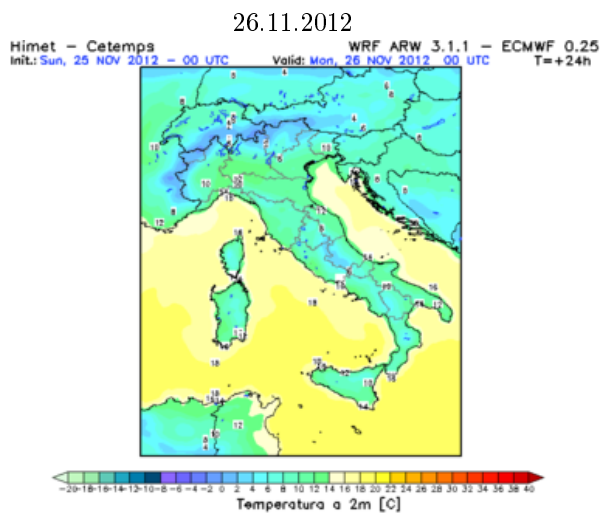 26.11.2012
Himet – Cetemps WRF ARW 3.1.1 – ECMWF 0.25
Init.: Sun, 25 NOV 2012 – 00 UTC Valid: Mon, 26 NOV 2012 00 UTC T=+24h
-20 -18 -16 -14 -12 -10 -8 -6 -4 -2 0 2 4 6 8 10 12 14 16 18 20 22 24 26 28 30 32 34 36 38 40
Temperatura a 2m [C]